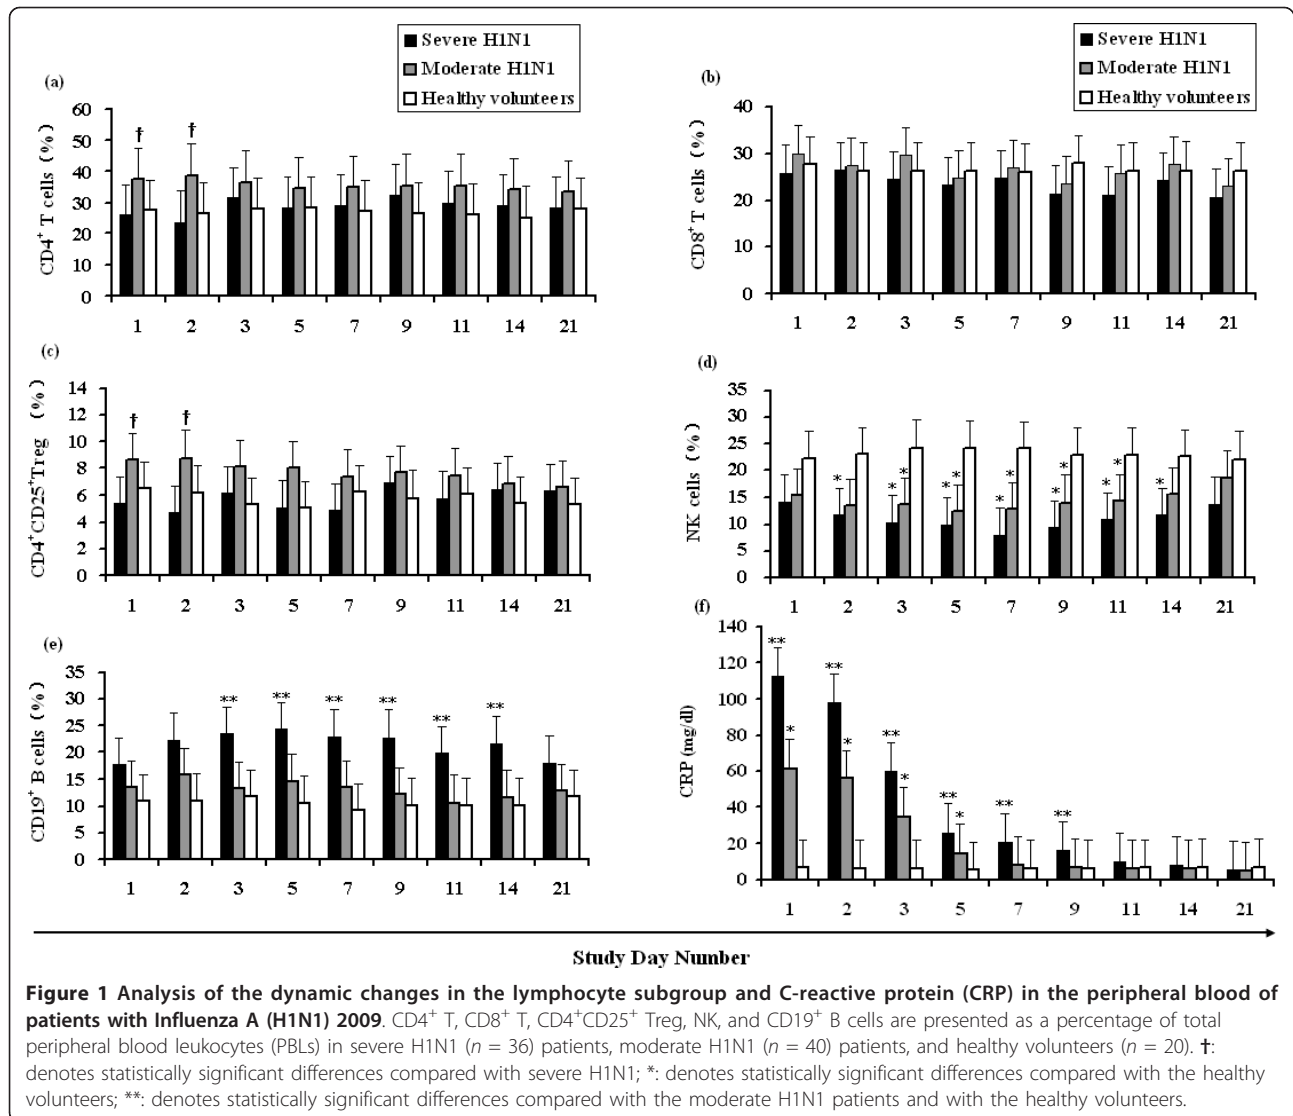 Severe H1N1
Moderate H1N1
Healthy volunteers
(a)
CD4+ T cells (%)
60
50
40
30
20
10
0
† †
1 2 3 5 7 9 11 14 21
Severe H1N1
Moderate H1N1
Healthy volunteers
(b)
CD8+ T cells (%)
40
30
20
10
0
1 2 3 5 7 9 11 14 21
(c)
CD4+CD25+Treg (%)
14
12
10
8
6
4
2
0
† †
1 2 3 5 7 9 11 14 21
(d)
NK cells (%)
35
30
25
20
15
10
5
0
* * * * * * * * * * * * *
1 2 3 5 7 9 11 14 21
(e)
CD19+ B cells (%)
35
30
25
20
15
10
5
0
** ** ** ** ** **
1 2 3 5 7 9 11 14 21
(f)
CRP (mg/dl)
140
120
100
80
60
40
20
0
** * ** * ** * ** * ** **
1 2 3 5 7 9 11 14 21
Study Day Number
Figure 1 Analysis of the dynamic changes in the lymphocyte subgroup and C-reactive protein (CRP) in the peripheral blood of
patients with Influenza A (H1N1) 2009. CD4+ T, CD8+ T, CD4+CD25+ Treg, NK, and CD19+ B cells are presented as a percentage of total
peripheral blood leukocytes (PBLs) in severe H1N1 (n = 36) patients, moderate H1N1 (n = 40) patients, and healthy volunteers (n = 20). †:
denotes statistically significant differences compared with severe H1N1; *: denotes statistically significant differences compared with the healthy
volunteers; **: denotes statistically significant differences compared with the moderate H1N1 patients and with the healthy volunteers.